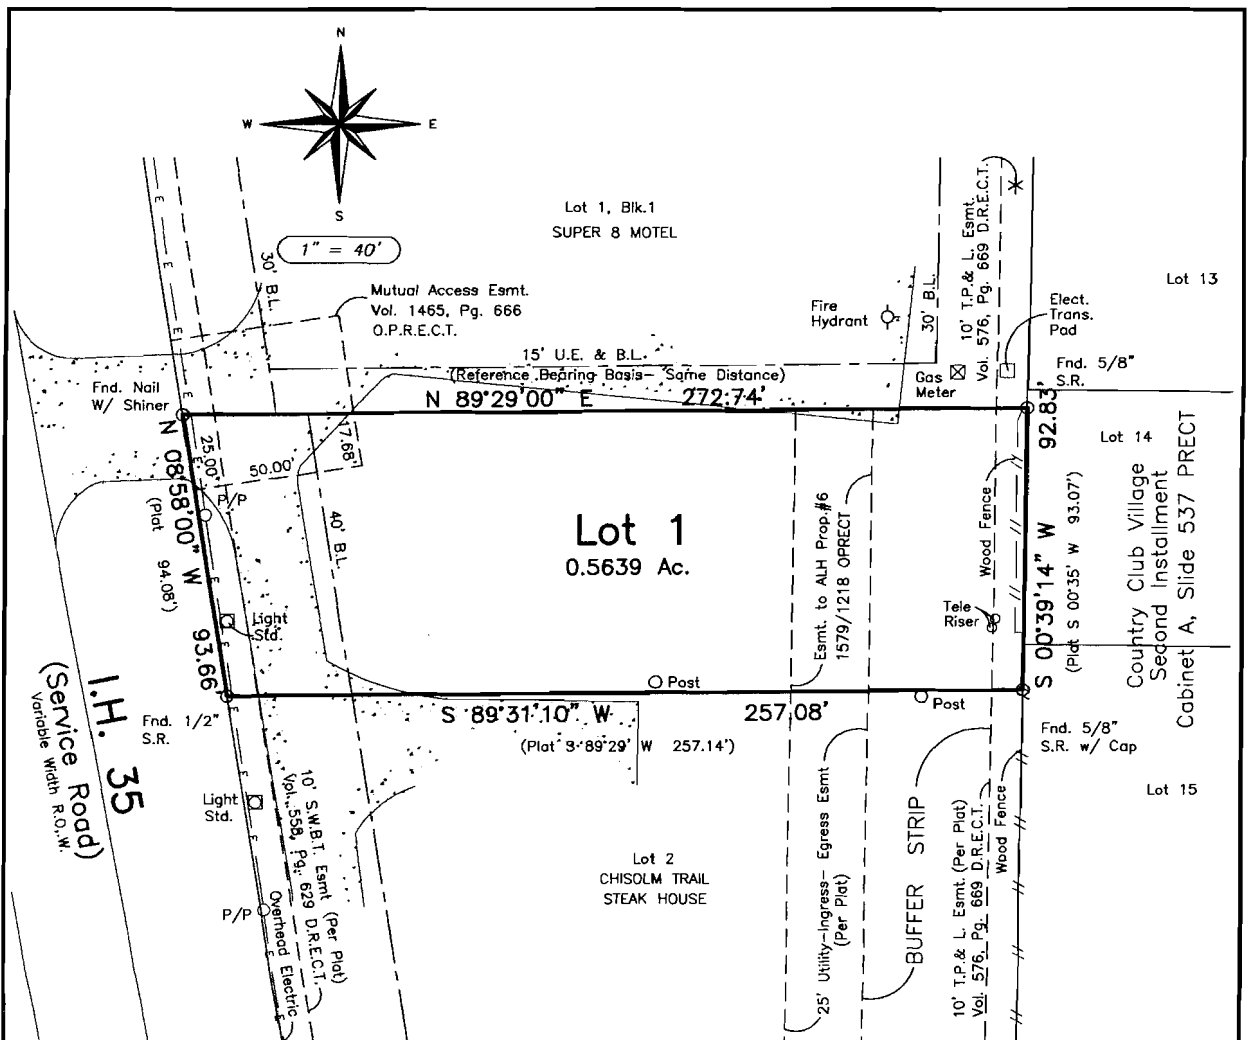 N
W
E
S
1" = 40'
Lot 1, Blk.1
SUPER 8 MOTEL
30' B.L.
Mutual Access Esmt.
Vol. 1465, Pg. 666
O.P.R.E.C.T.
Fire
Hydrant
30' B.L.
10' T.P.& L. Esmt.
Vol. 576, Pg. 669 D.R.E.C.T.
Elect.
Trans.
Pad
Lot 13
15' U.E. & B.L.
(Reference Bearing Basis- Same Distance)
N 89°29'00" E 272.74'
Gas
Meter
Fnd. 5/8"
S.R.
Fnd. Nail
W/ Shiner
N 08°58'00" W 93.66'
(Plat 94.08')
25.00'
50.00'
17.68'
P/P
40' B.L.
Lot 1
0.5639 Ac.
Esmt. to ALH Prop.#6
1579/1218 OPRECT
Wood Fence
Tele
Riser
S 00°39'14" W 92.83'
(Plat S 00°35' W 93.07')
Lot 14
Country Club Village
Second Installment
Cabinet A, Slide 537 PRECT
Light
Std.
Post
Post
S 89°31'10" W 257.08'
(Plat S 89°29' W 257.14')
Fnd. 1/2"
S.R.
Fnd. 5/8"
S.R. w/ Cap
Lot 15
I.H. 35
(Service Road)
Variable Width R.O.W.
Light
Std.
P/P
10' S.W.B.T. Esmt (Per Plat)
Vol. 558, Pg. 629 D.R.E.C.T.
Overhead Electric
Lot 2
CHISOLM TRAIL
STEAK HOUSE
25' Utility-Ingress- Egress Esmt
(Per Plat)
BUFFER STRIP
10' T.P.& L. Esmt. (Per Plat)
Vol. 576, Pg. 669 D.R.E.C.T.
Wood Fence
E
E
E
E
E
E
E
E
E
E